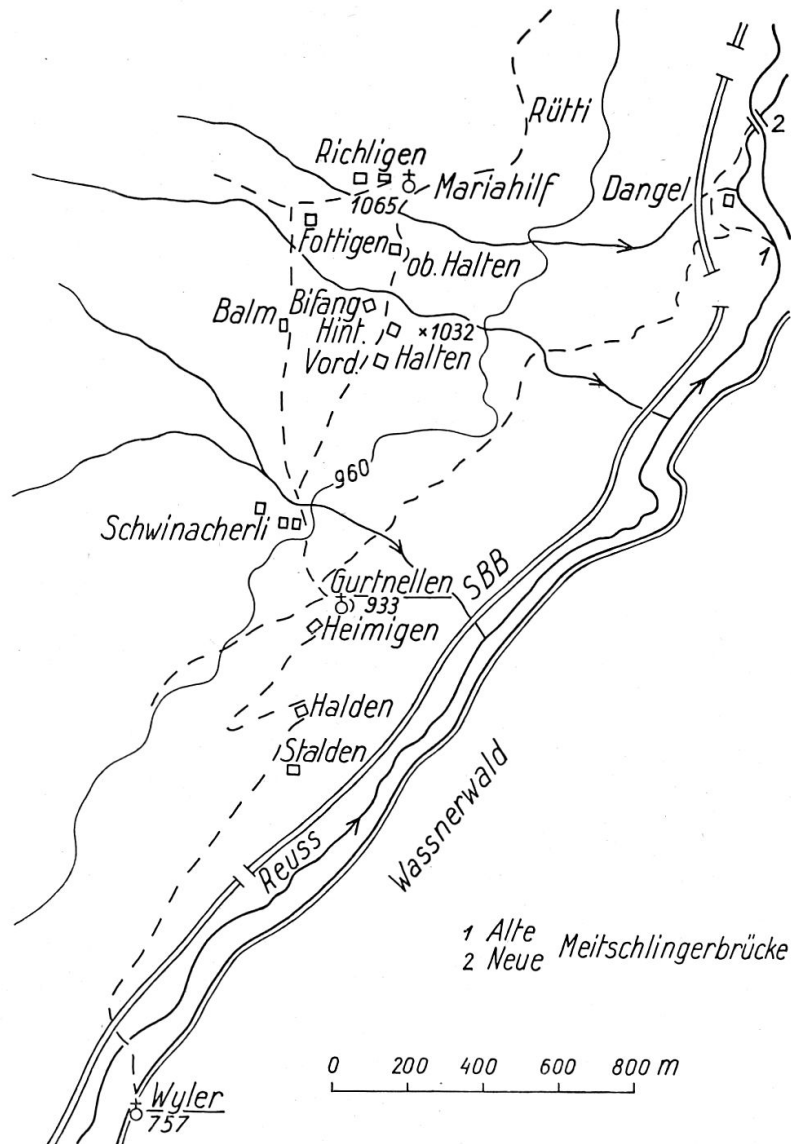 Rütti
2
Richligen
Mariahilf
1065
Dangel
Fottigen
ob. Halten
1
Bifang
Balm
Hint.
×1032
Vord. Halten
960
Schwinacherli
SBB
Gurtnellen
933
Heimigen
Halden
Stalden
Wassnerwald
Reuss
1 Alte
2 Neue
Meitschlingerbrücke
0 200 400 600 800 m
Wyler
757